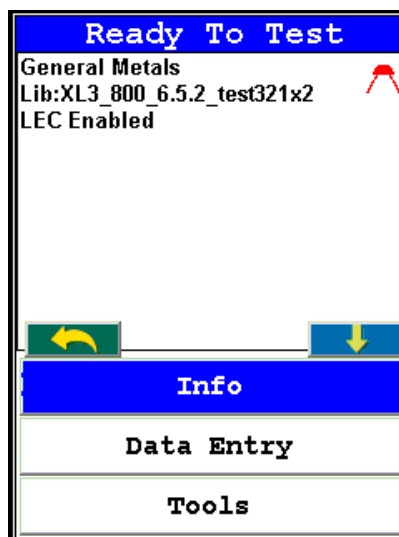 Ready To Test
General Metals
Lib:XL3_800_6.5.2_test321x2
LEC Enabled
Info
Data Entry
Tools